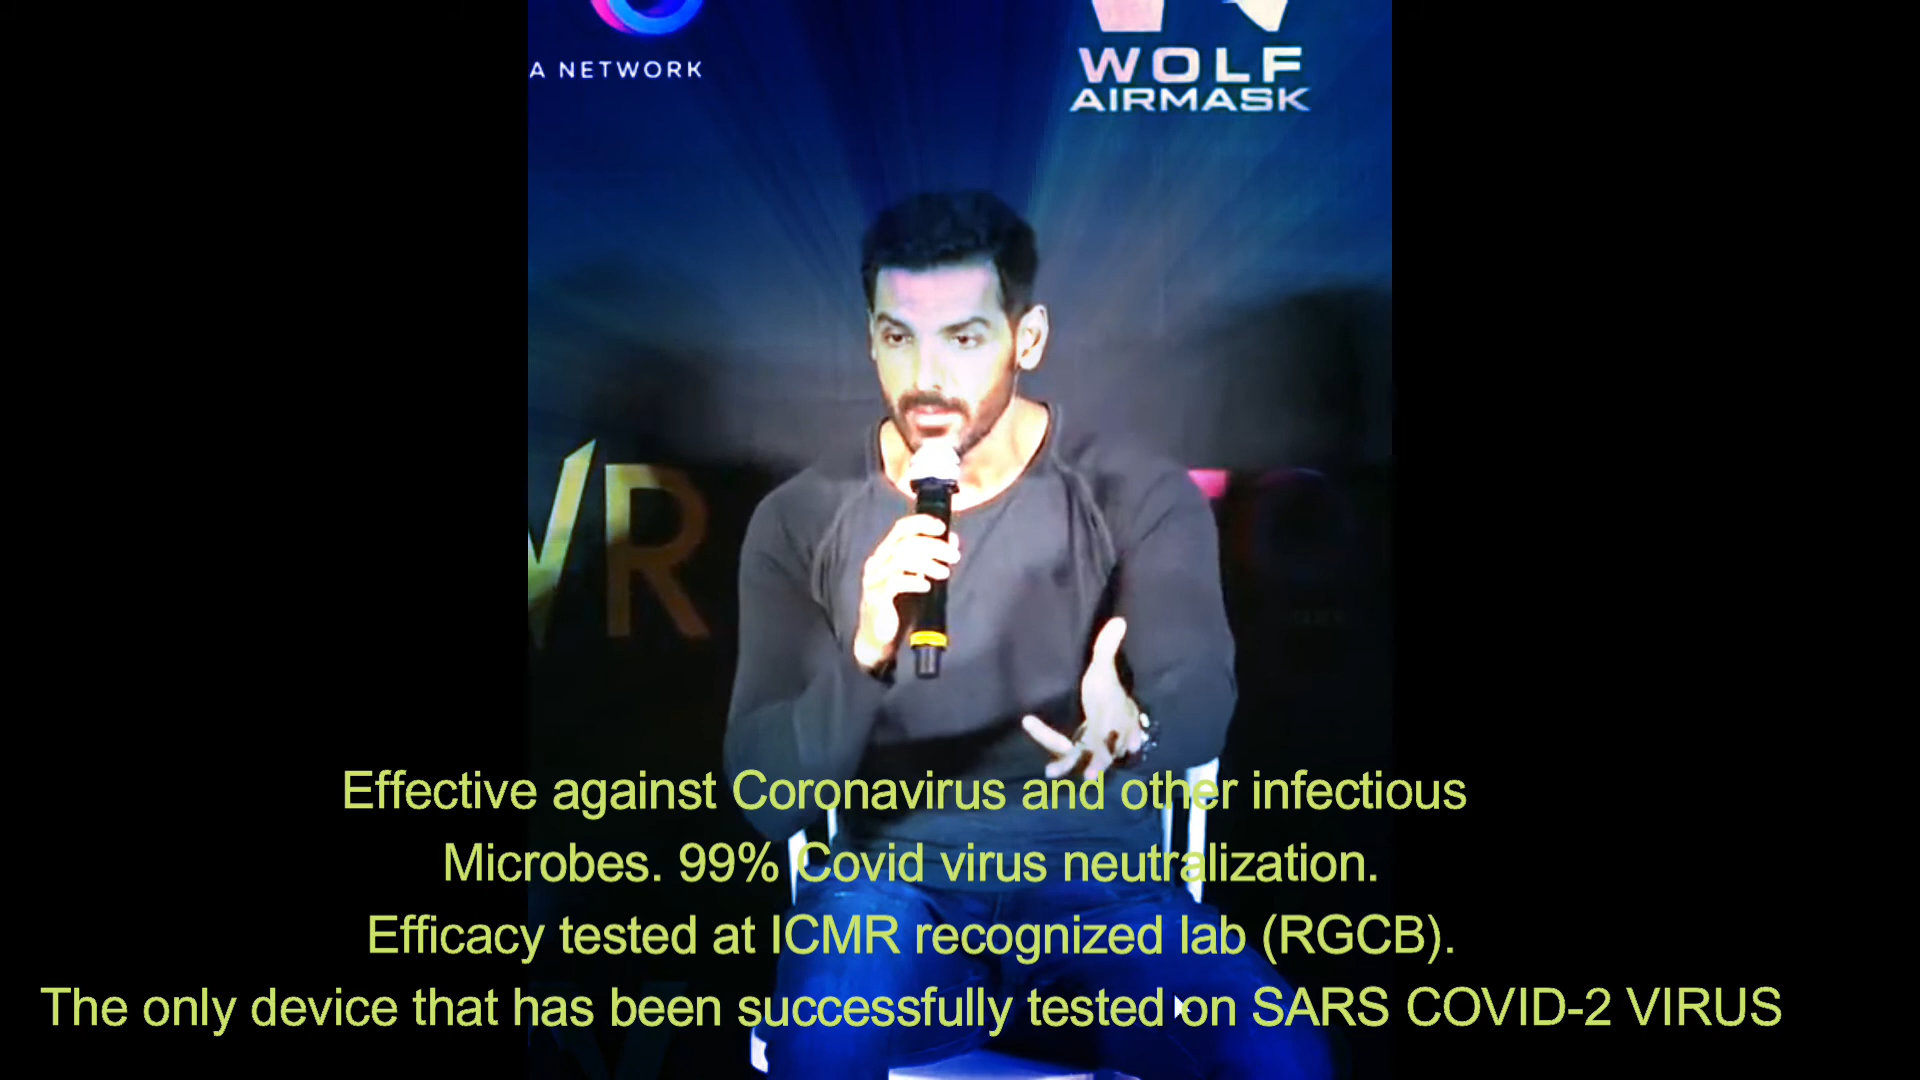 A NETWORK
WOLF
AIRMASK
VR
Effective against Coronavirus and other infectious
Microbes. 99% Covid virus neutralization.
Efficacy tested at ICMR recognized lab (RGCB).
The only device that has been successfully tested on SARS COVID-2 VIRUS